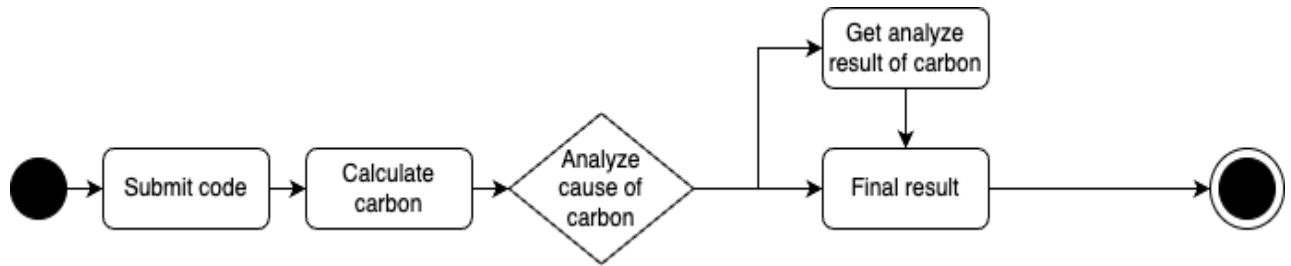 Submit code
Calculate
carbon
Analyze
cause of
carbon
Get analyze
result of carbon
Final result